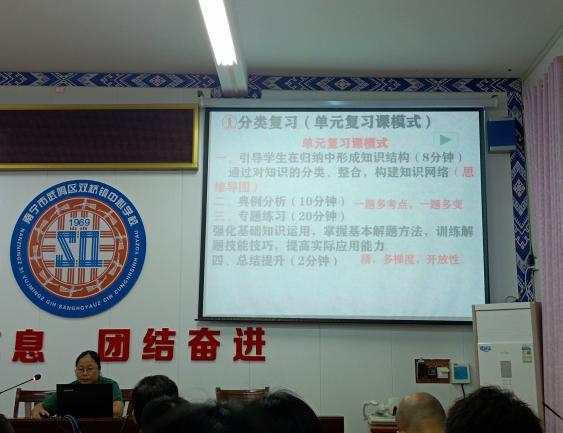 ①分类复习（单元复习课模式）
单元复习课模式
一、引导学生在归纳中形成知识结构（8分钟）
通过对知识的分类、整合，构建知识网络（思
维导图）
二、典例分析（10分钟）一题多考点，一题多变
三、专题练习（20分钟）
强化基础知识运用，掌握基本解题方法，训练解
题技能技巧，提高实际应用能力
四、总结提升（2分钟） 精，多梯度，开放性
南宁市武鸣区双桥镇中心学校
1969
SQ
息 团结奋进